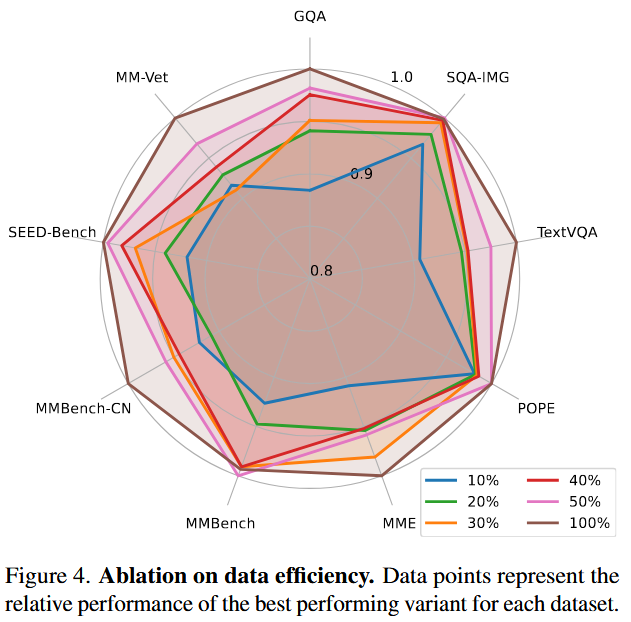 GQA
MM-Vet
1.0
SQA-IMG
0.9
SEED-Bench
TextVQA
0.8
MMBench-CN
POPE
MMBench
MME
10%
40%
20%
50%
30%
100%
Figure 4. Ablation on data efficiency. Data points represent the
relative performance of the best performing variant for each dataset.